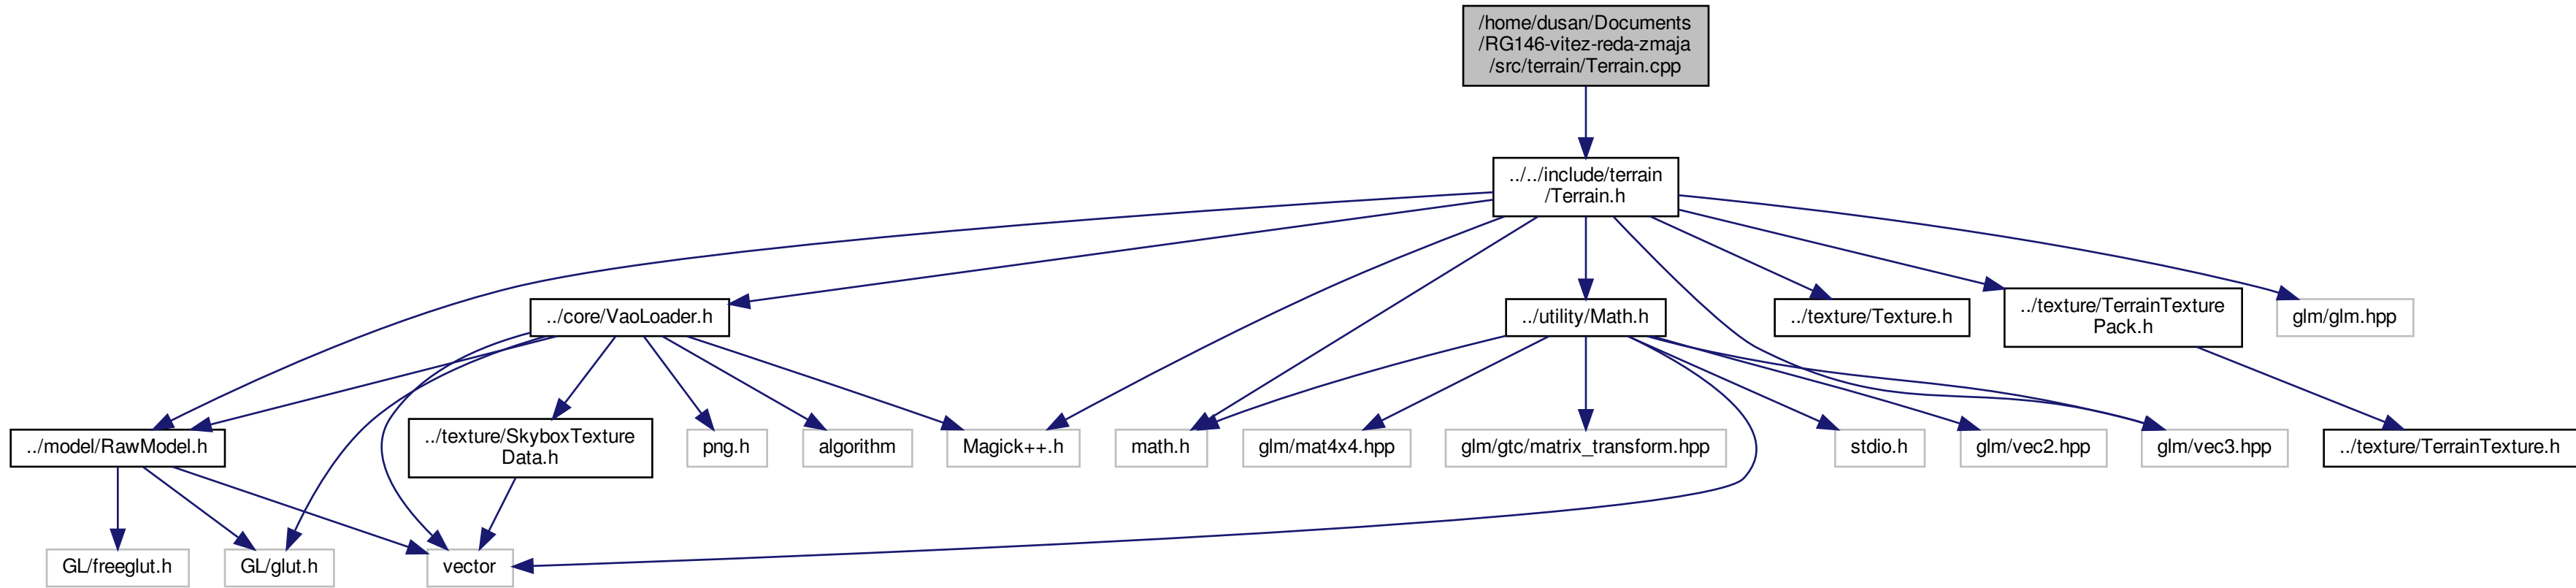 /home/dusan/Documents
/RG146-vitez-reda-zmaja
/src/terrain/Terrain.cpp
../../include/terrain
/Terrain.h
../core/VaoLoader.h
../utility/Math.h
../texture/Texture.h
../texture/TerrainTexture
Pack.h
glm/glm.hpp
../model/RawModel.h
../texture/SkyboxTexture
Data.h
png.h
algorithm
Magick++.h
math.h
glm/mat4x4.hpp
glm/gtc/matrix_transform.hpp
stdio.h
glm/vec2.hpp
glm/vec3.hpp
../texture/TerrainTexture.h
GL/freeglut.h
GL/glut.h
vector